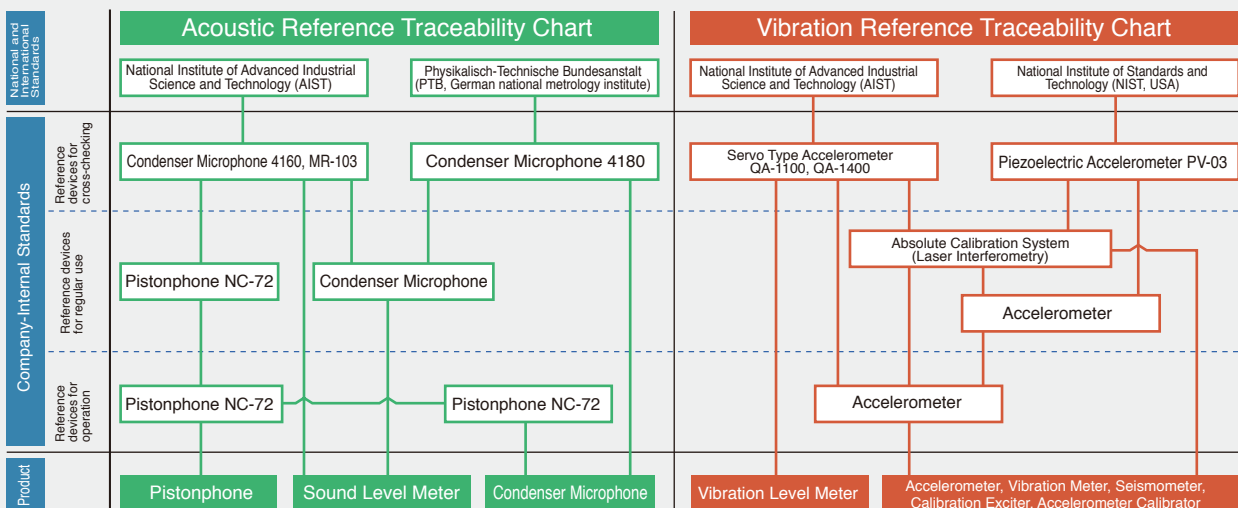 National and
International
Standards
Acoustic Reference Traceability Chart
Vibration Reference Traceability Chart
National Institute of Advanced Industrial
Science and Technology (AIST)
Physikalisch-Technische Bundesanstalt
(PTB, German national metrology institute)
National Institute of Advanced Industrial
Science and Technology (AIST)
National Institute of Standards and
Technology (NIST, USA)
Company-Internal Standards
Reference
devices for
cross-checking
Condenser Microphone 4160, MR-103
Condenser Microphone 4180
Servo Type Accelerometer
QA-1100, QA-1400
Piezoelectric Accelerometer PV-03
Reference devices
for regular use
Pistonphone NC-72
Condenser Microphone
Absolute Calibration System
(Laser Interferometry)
Accelerometer
Reference
devices for
operation
Pistonphone NC-72
Pistonphone NC-72
Accelerometer
Product
Pistonphone
Sound Level Meter
Condenser Microphone
Vibration Level Meter
Accelerometer, Vibration Meter, Seismometer,
Calibration Exciter, Accelerometer Calibrator